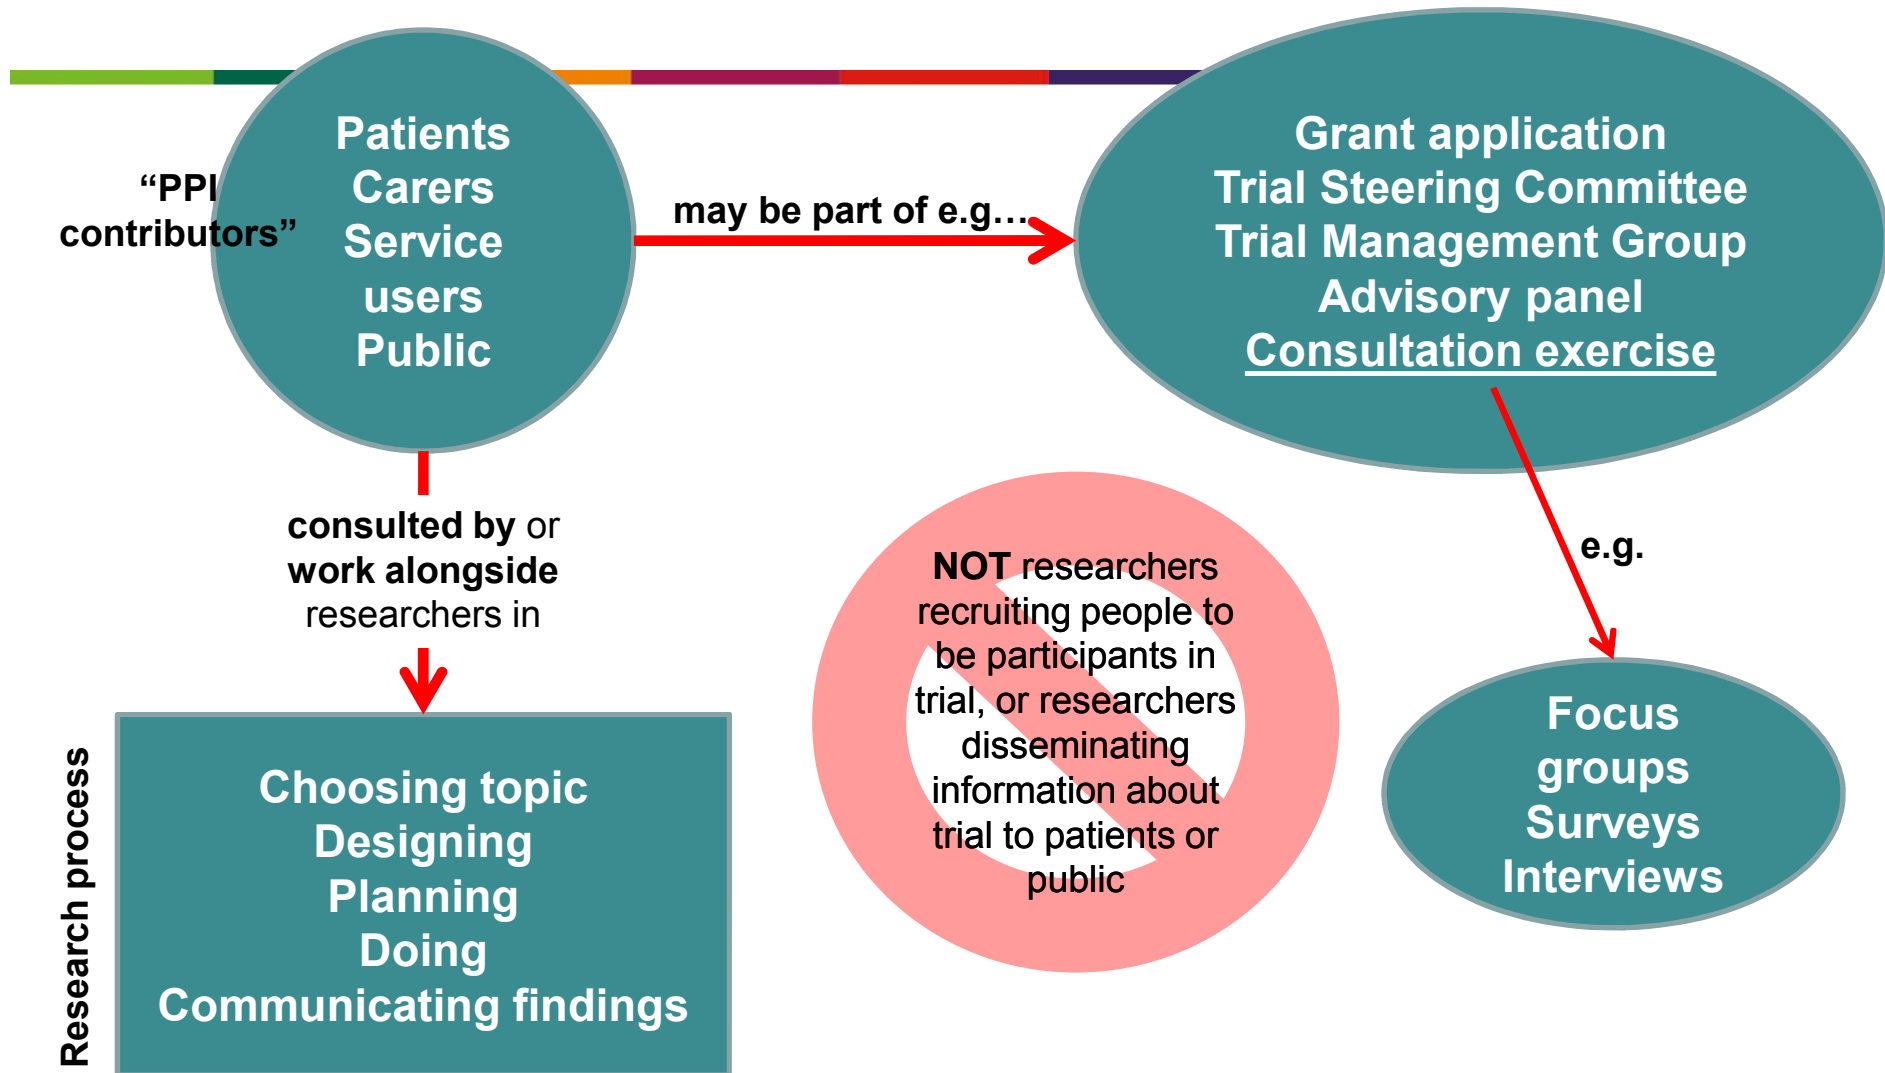 “PPI
contributors”
Patients
Carers
Service
users
Public
may be part of e.g…
Grant application
Trial Steering Committee
Trial Management Group
Advisory panel
Consultation exercise
consulted by or
work alongside
researchers in
NOT researchers
recruiting people to
be participants in
trial, or researchers
disseminating
information about
trial to patients or
public
e.g.
Focus
groups
Surveys
Interviews
Research process
Choosing topic
Designing
Planning
Doing
Communicating findings